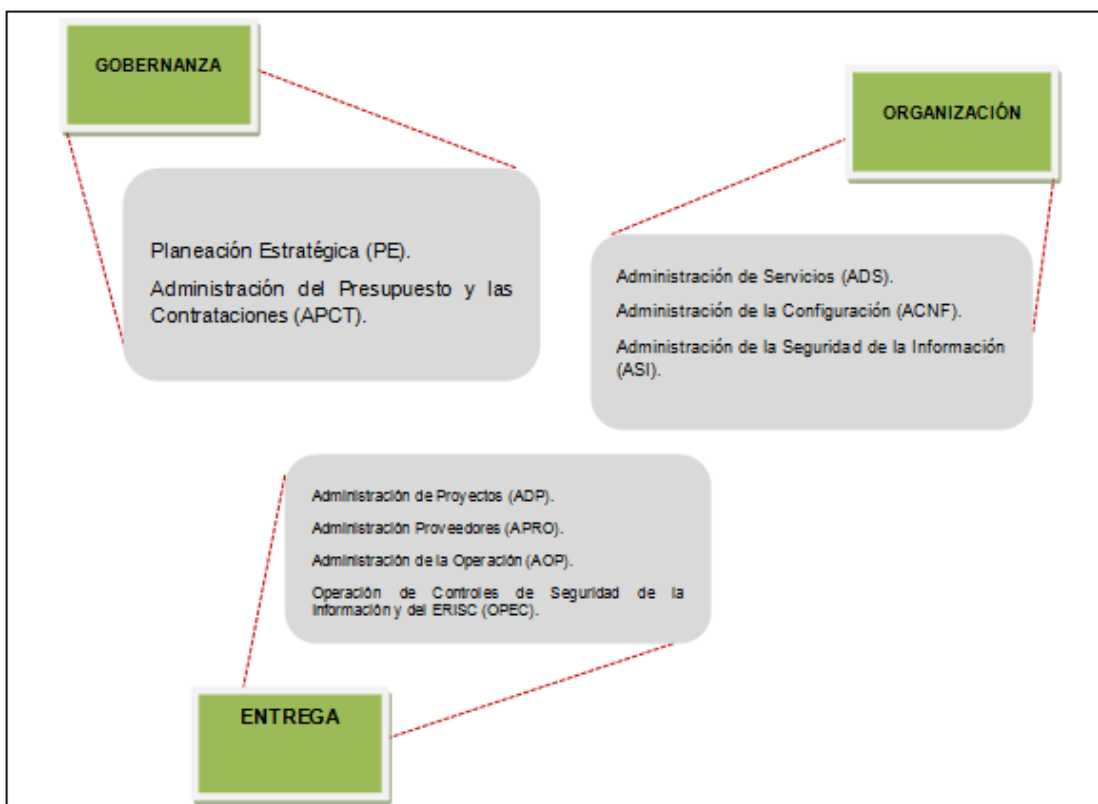 GOBERNANZA
Planeación Estratégica (PE).
Administración del Presupuesto y las
Contrataciones (APCT).
ORGANIZACIÓN
Administración de Servicios (ADS).
Administración de la Configuración (ACNF).
Administración de la Seguridad de la Información
(ASI).
Administración de Proyectos (ADP).
Administración Proveedores (APRO).
Administración de la Operación (AOP).
Operación de Controles de Seguridad de la
Información y del ERISC (OPEC).
ENTREGA